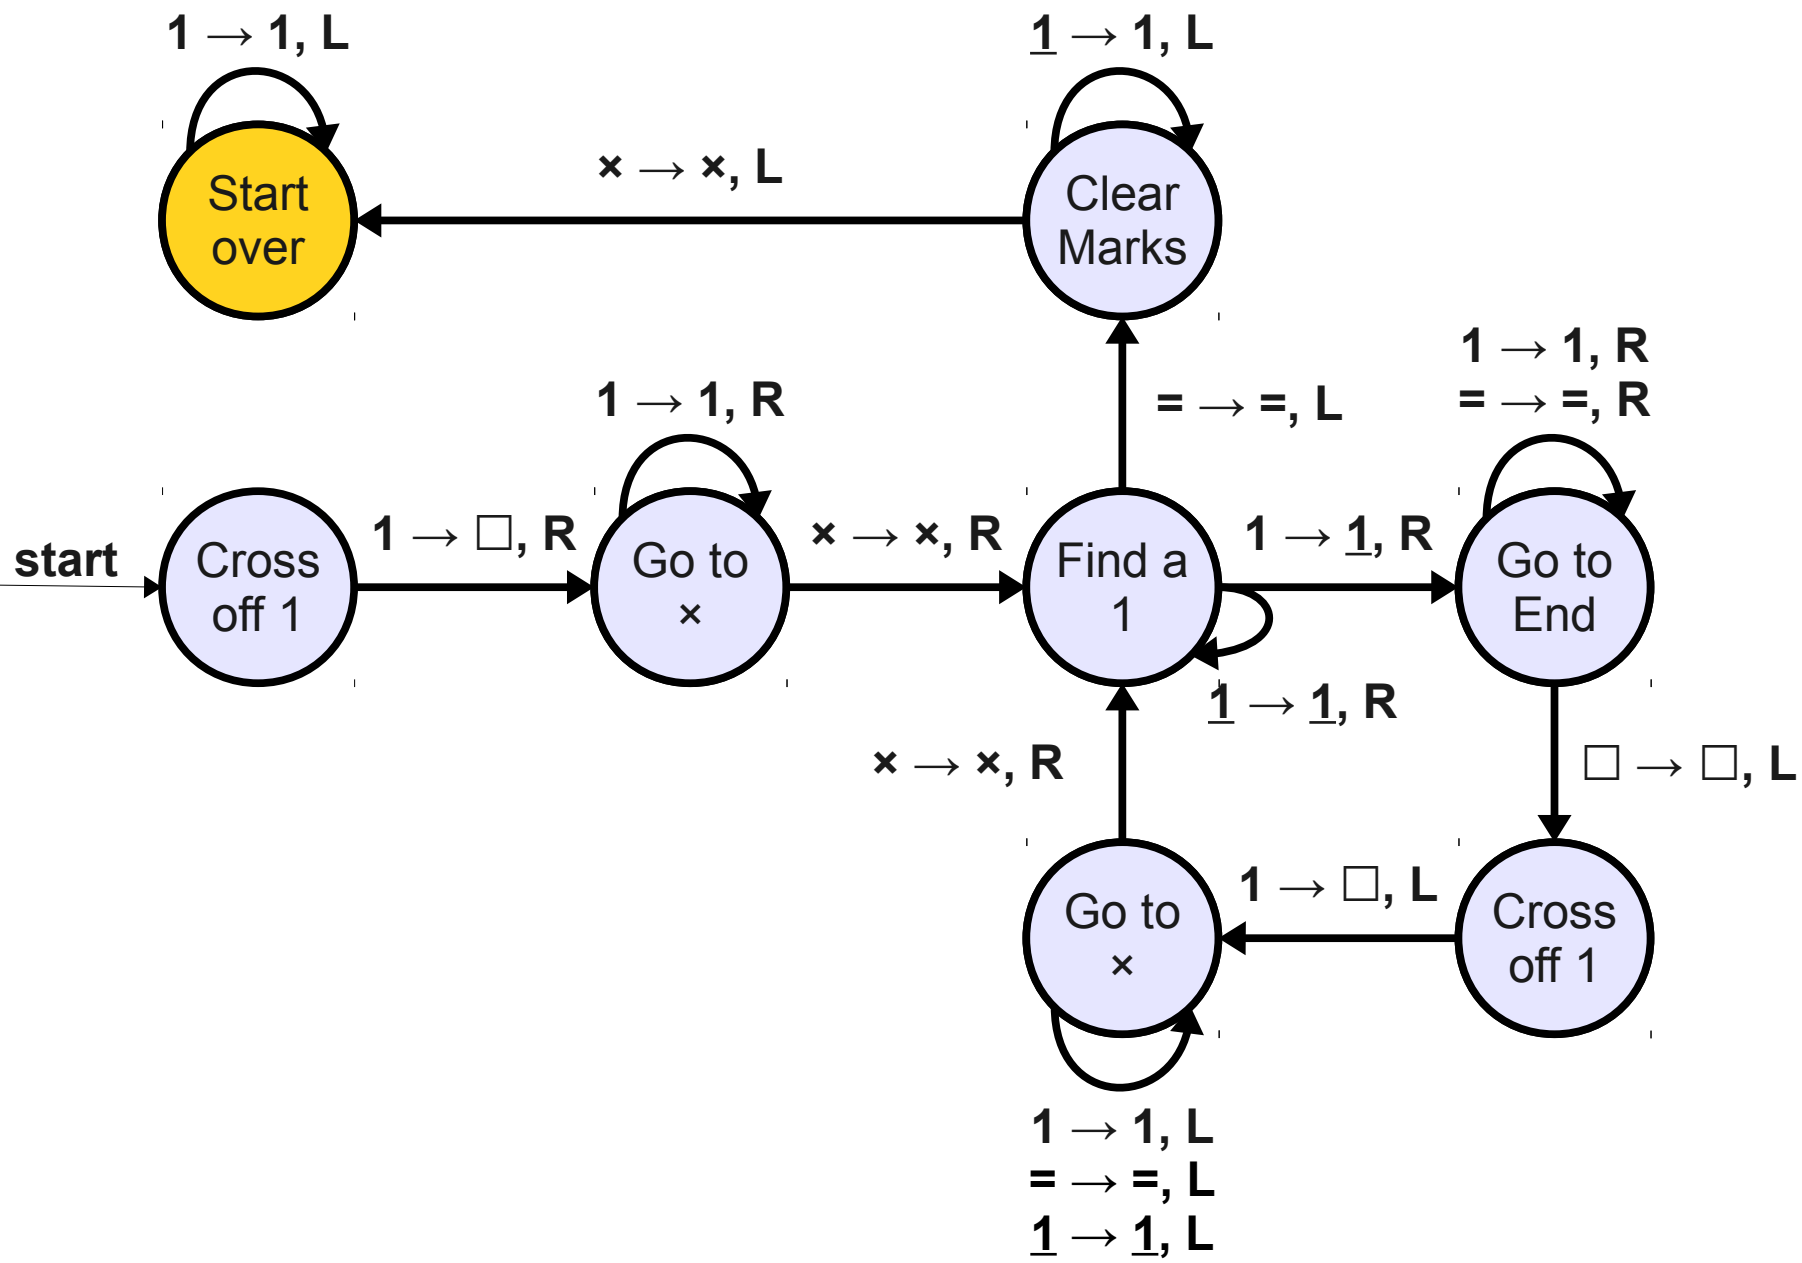 1 → 1, L
1 → 1, L
Start
over
× → ×, L
Clear
Marks
1 → 1, R
1 → 1, R
= → =, R
= → =, L
start
Cross
off 1
1 → □, R
Go to
×
× → ×, R
Find a
1
1 → 1, R
Go to
End
1 → 1, R
× → ×, R
□ → □, L
Go to
×
1 → □, L
Cross
off 1
1 → 1, L
= → =, L
1 → 1, L